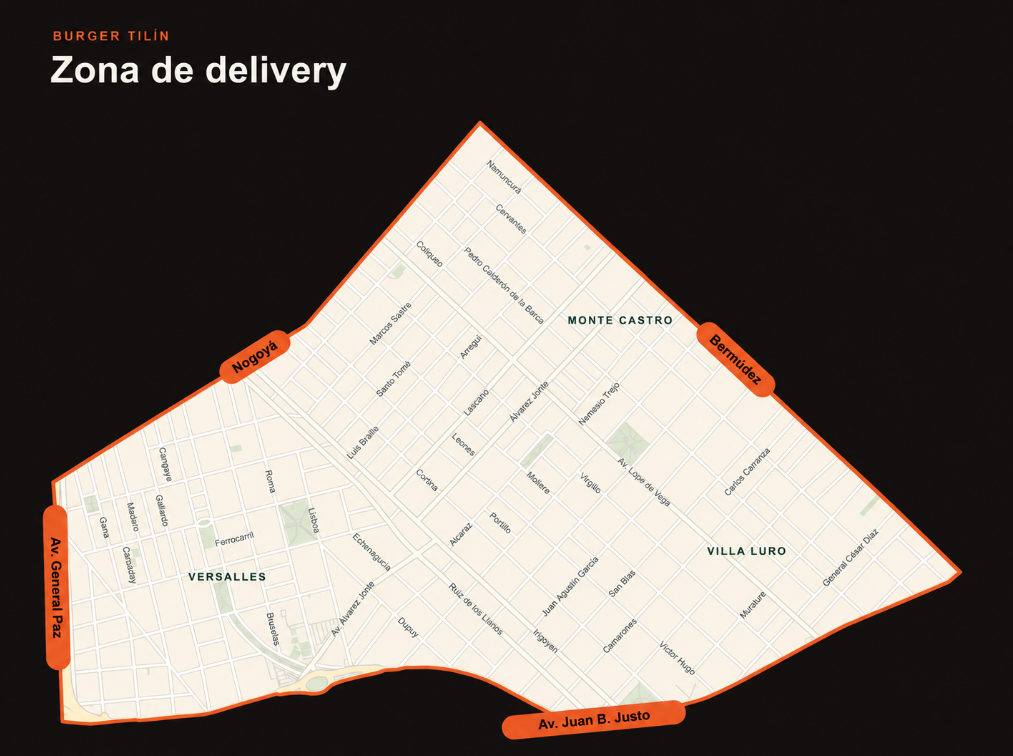 BURGER TILÍN
Zona de delivery
Namuncurá
Cervantes
Coliqueo
Pedro Calderón de la Barca
MONTE CASTRO
Marcos Sastre
Arregui
Nogoyá
Bermúdez
Santo Tomé
Lascano
Álvarez Jonte
Nemesio Trejo
Luis Braille
Leones
Cangaye
Roma
Cortina
Moliere
Virgilio
Av. Lope de Vega
Carlos Carranza
Gana
Madero
Gallardo
Lisboa
Portillo
Alcaraz
Ferrocarril
Carhaday
Echenagucia
VILLA LURO
General César Díaz
VERSALLES
Av. General Paz
Juan Agustín García
San Blas
Av. Álvarez Jonte
Ruiz de los Llanos
Murature
Bruselas
Dupuy
Irigoyen
Camarones
Victor Hugo
Av. Juan B. Justo